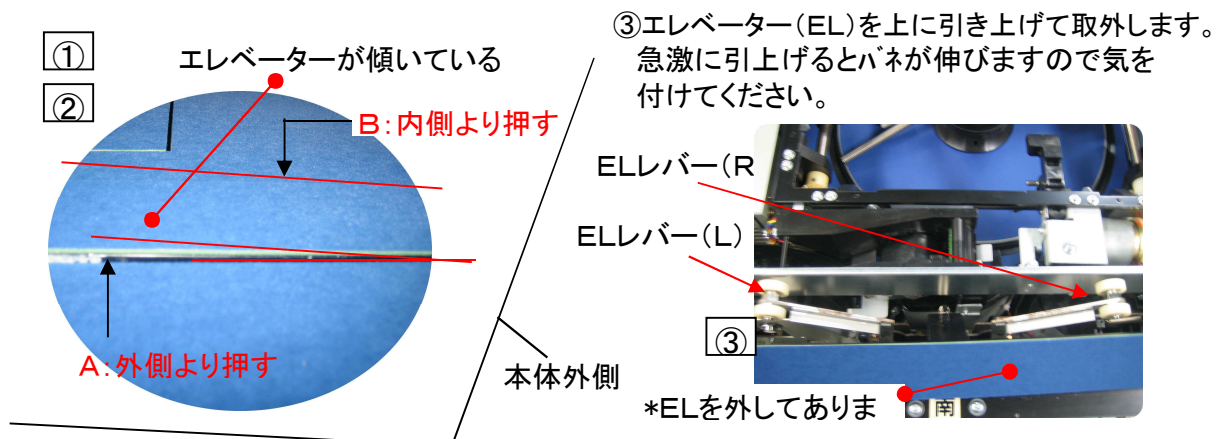 ①
②
エレベーターが傾いている
B:内側より押す
A:外側より押す
本体外側
③エレベーター(EL)を上に引き上げて取外します。
急激に引上げるとバネが伸びますので気を
付けてください。
ELレバー(R
ELレバー(L)
③
*ELを外してありま
南